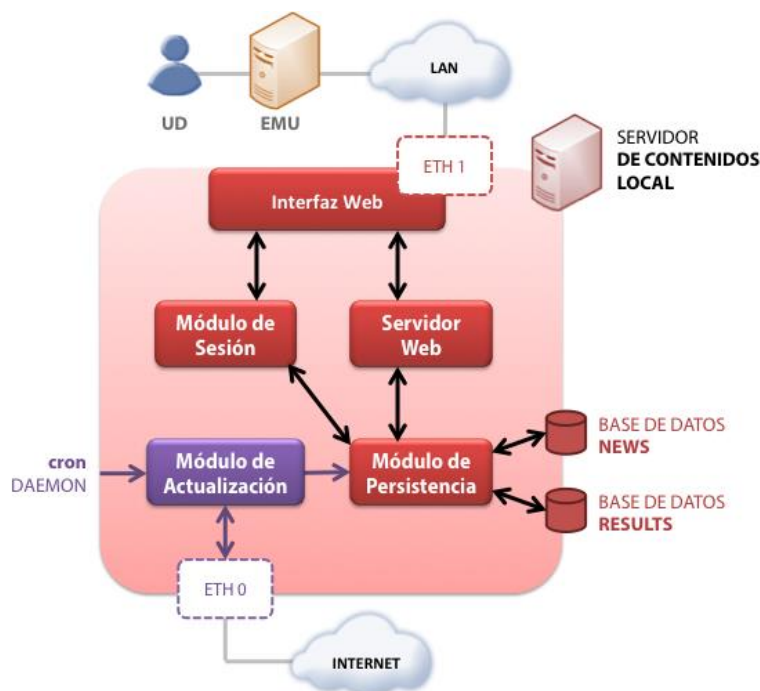 LAN
UD
EMU
ETH 1
SERVIDOR
DE CONTENIDOS
LOCAL
Interfaz Web
Módulo de
Sesión
Servidor
Web
cron
DAEMON
Módulo de
Actualización
Módulo de
Persistencia
BASE DE DATOS
NEWS
BASE DE DATOS
RESULTS
ETH 0
INTERNET